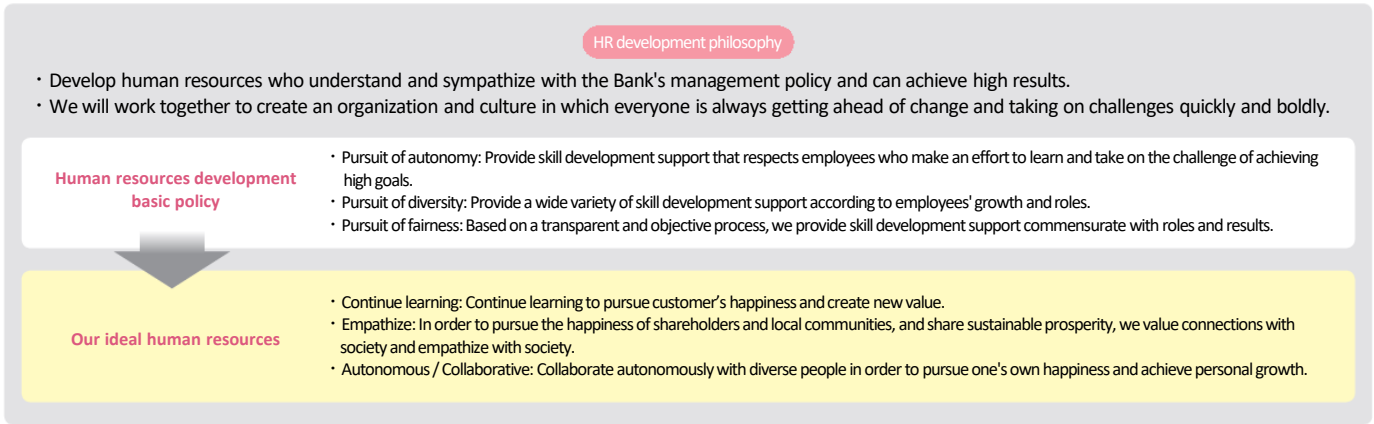 HR development philosophy
・Develop human resources who understand and sympathize with the Bank's management policy and can achieve high results.
・We will work together to create an organization and culture in which everyone is always getting ahead of change and taking on challenges quickly and boldly.
Human resources development
basic policy
・Pursuit of autonomy: Provide skill development support that respects employees who make an effort to learn and take on the challenge of achieving
high goals.
・Pursuit of diversity: Provide a wide variety of skill development support according to employees' growth and roles.
・Pursuit of fairness: Based on a transparent and objective process, we provide skill development support commensurate with roles and results.
Our ideal human resources
・Continue learning: Continue learning to pursue customer’s happiness and create new value.
・Empathize: In order to pursue the happiness of shareholders and local communities, and share sustainable prosperity, we value connections with
society and empathize with society.
・Autonomous / Collaborative: Collaborate autonomously with diverse people in order to pursue one's own happiness and achieve personal growth.